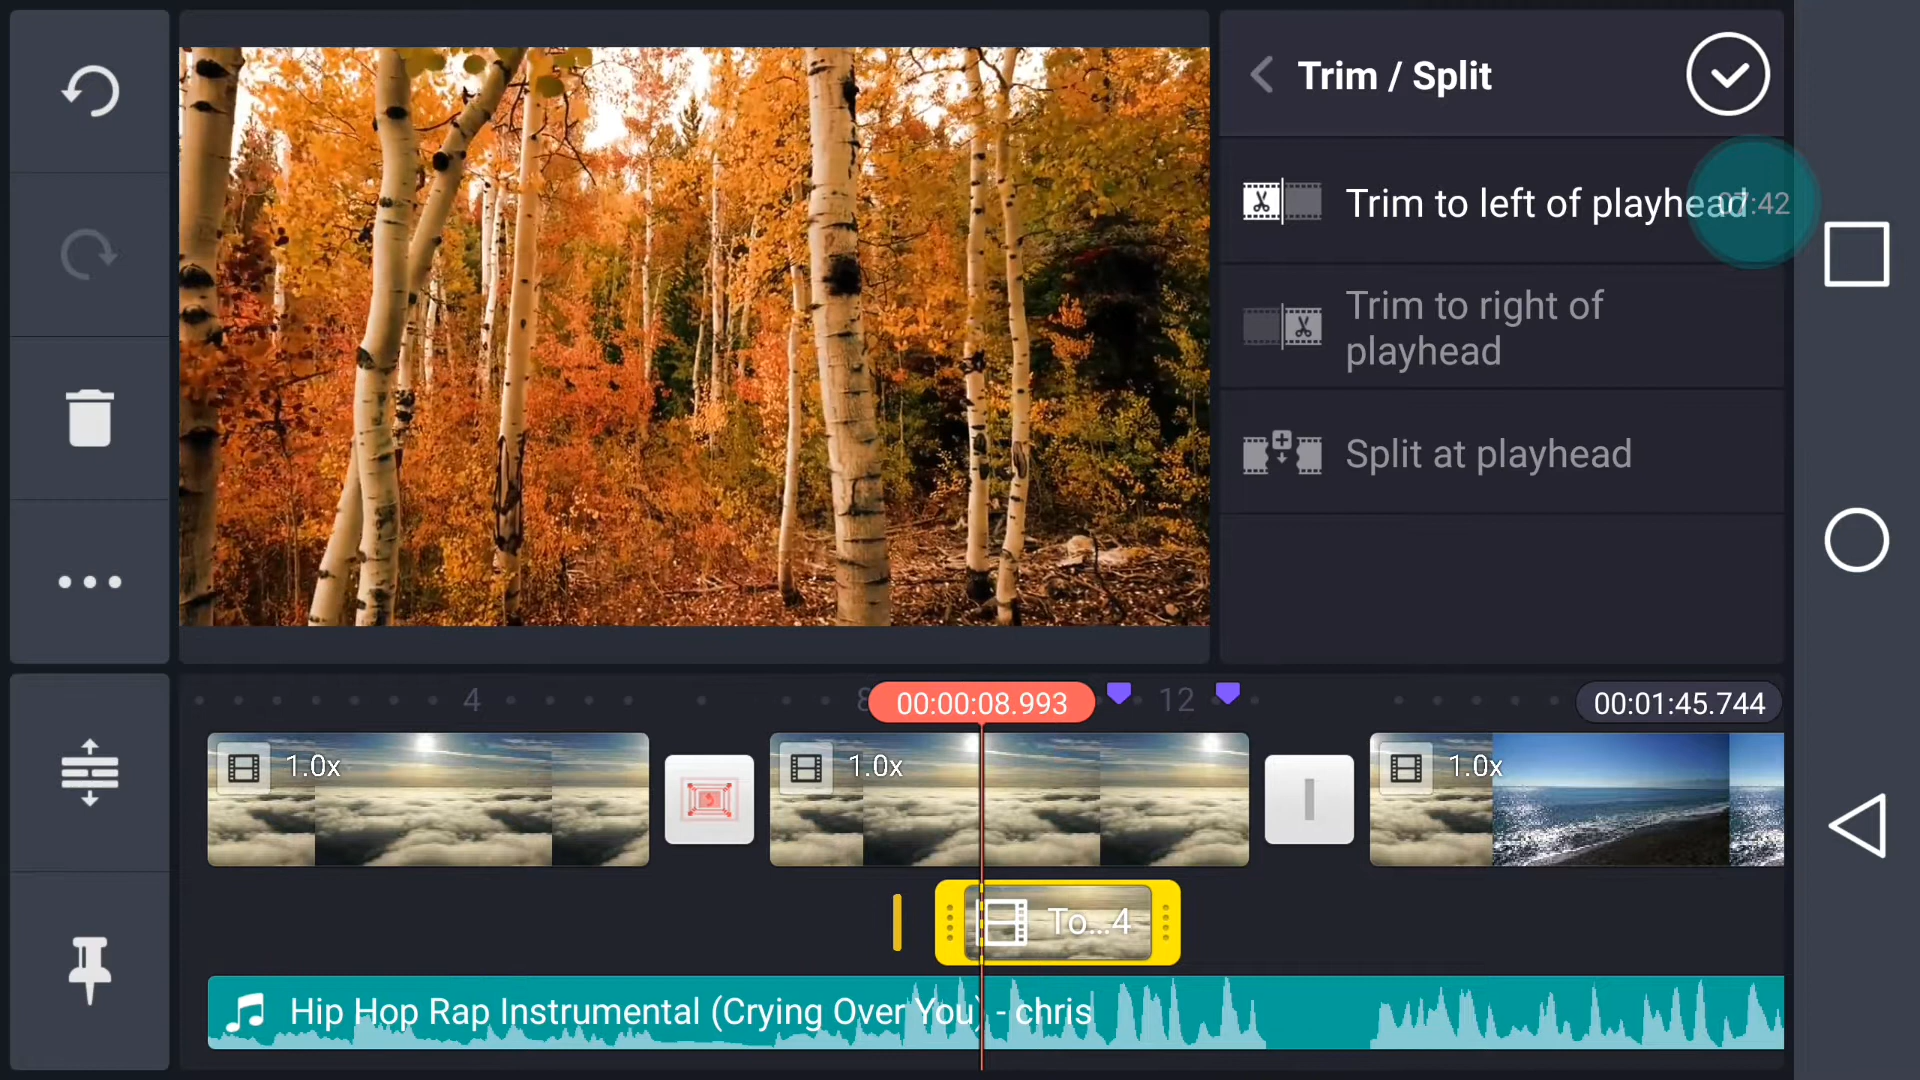 Trim / Split
Trim to left of playhead
07:42
Trim to right of
playhead
Split at playhead
4
8
00:00:08.993
12
00:01:45.744
1.0x
1.0x
1.0x
To...4
Hip Hop Rap Instrumental (Crying Over You) - chris